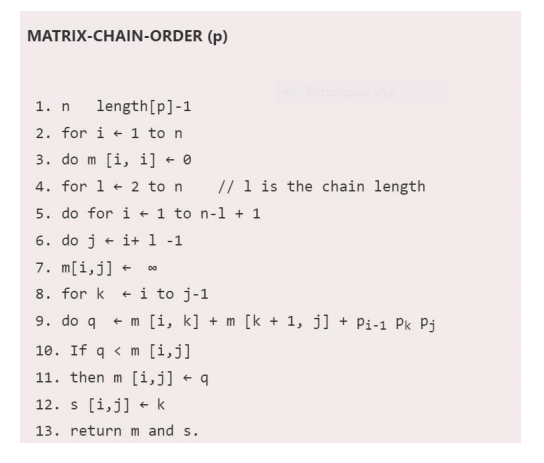 MATRIX-CHAIN-ORDER (p)
Rectangular Snip
1. n length[p]-1
2. for i ← 1 to n
3. do m [i, i] ← 0
4. for l ← 2 to n // l is the chain length
5. do for i ← 1 to n-l + 1
6. do j ← i+ l -1
7. m[i,j] ← ∞
8. for k ← i to j-1
9. do q ← m [i, k] + m [k + 1, j] + pi-1 pk pj
10. If q < m [i,j]
11. then m [i,j] ← q
12. s [i,j] ← k
13. return m and s.